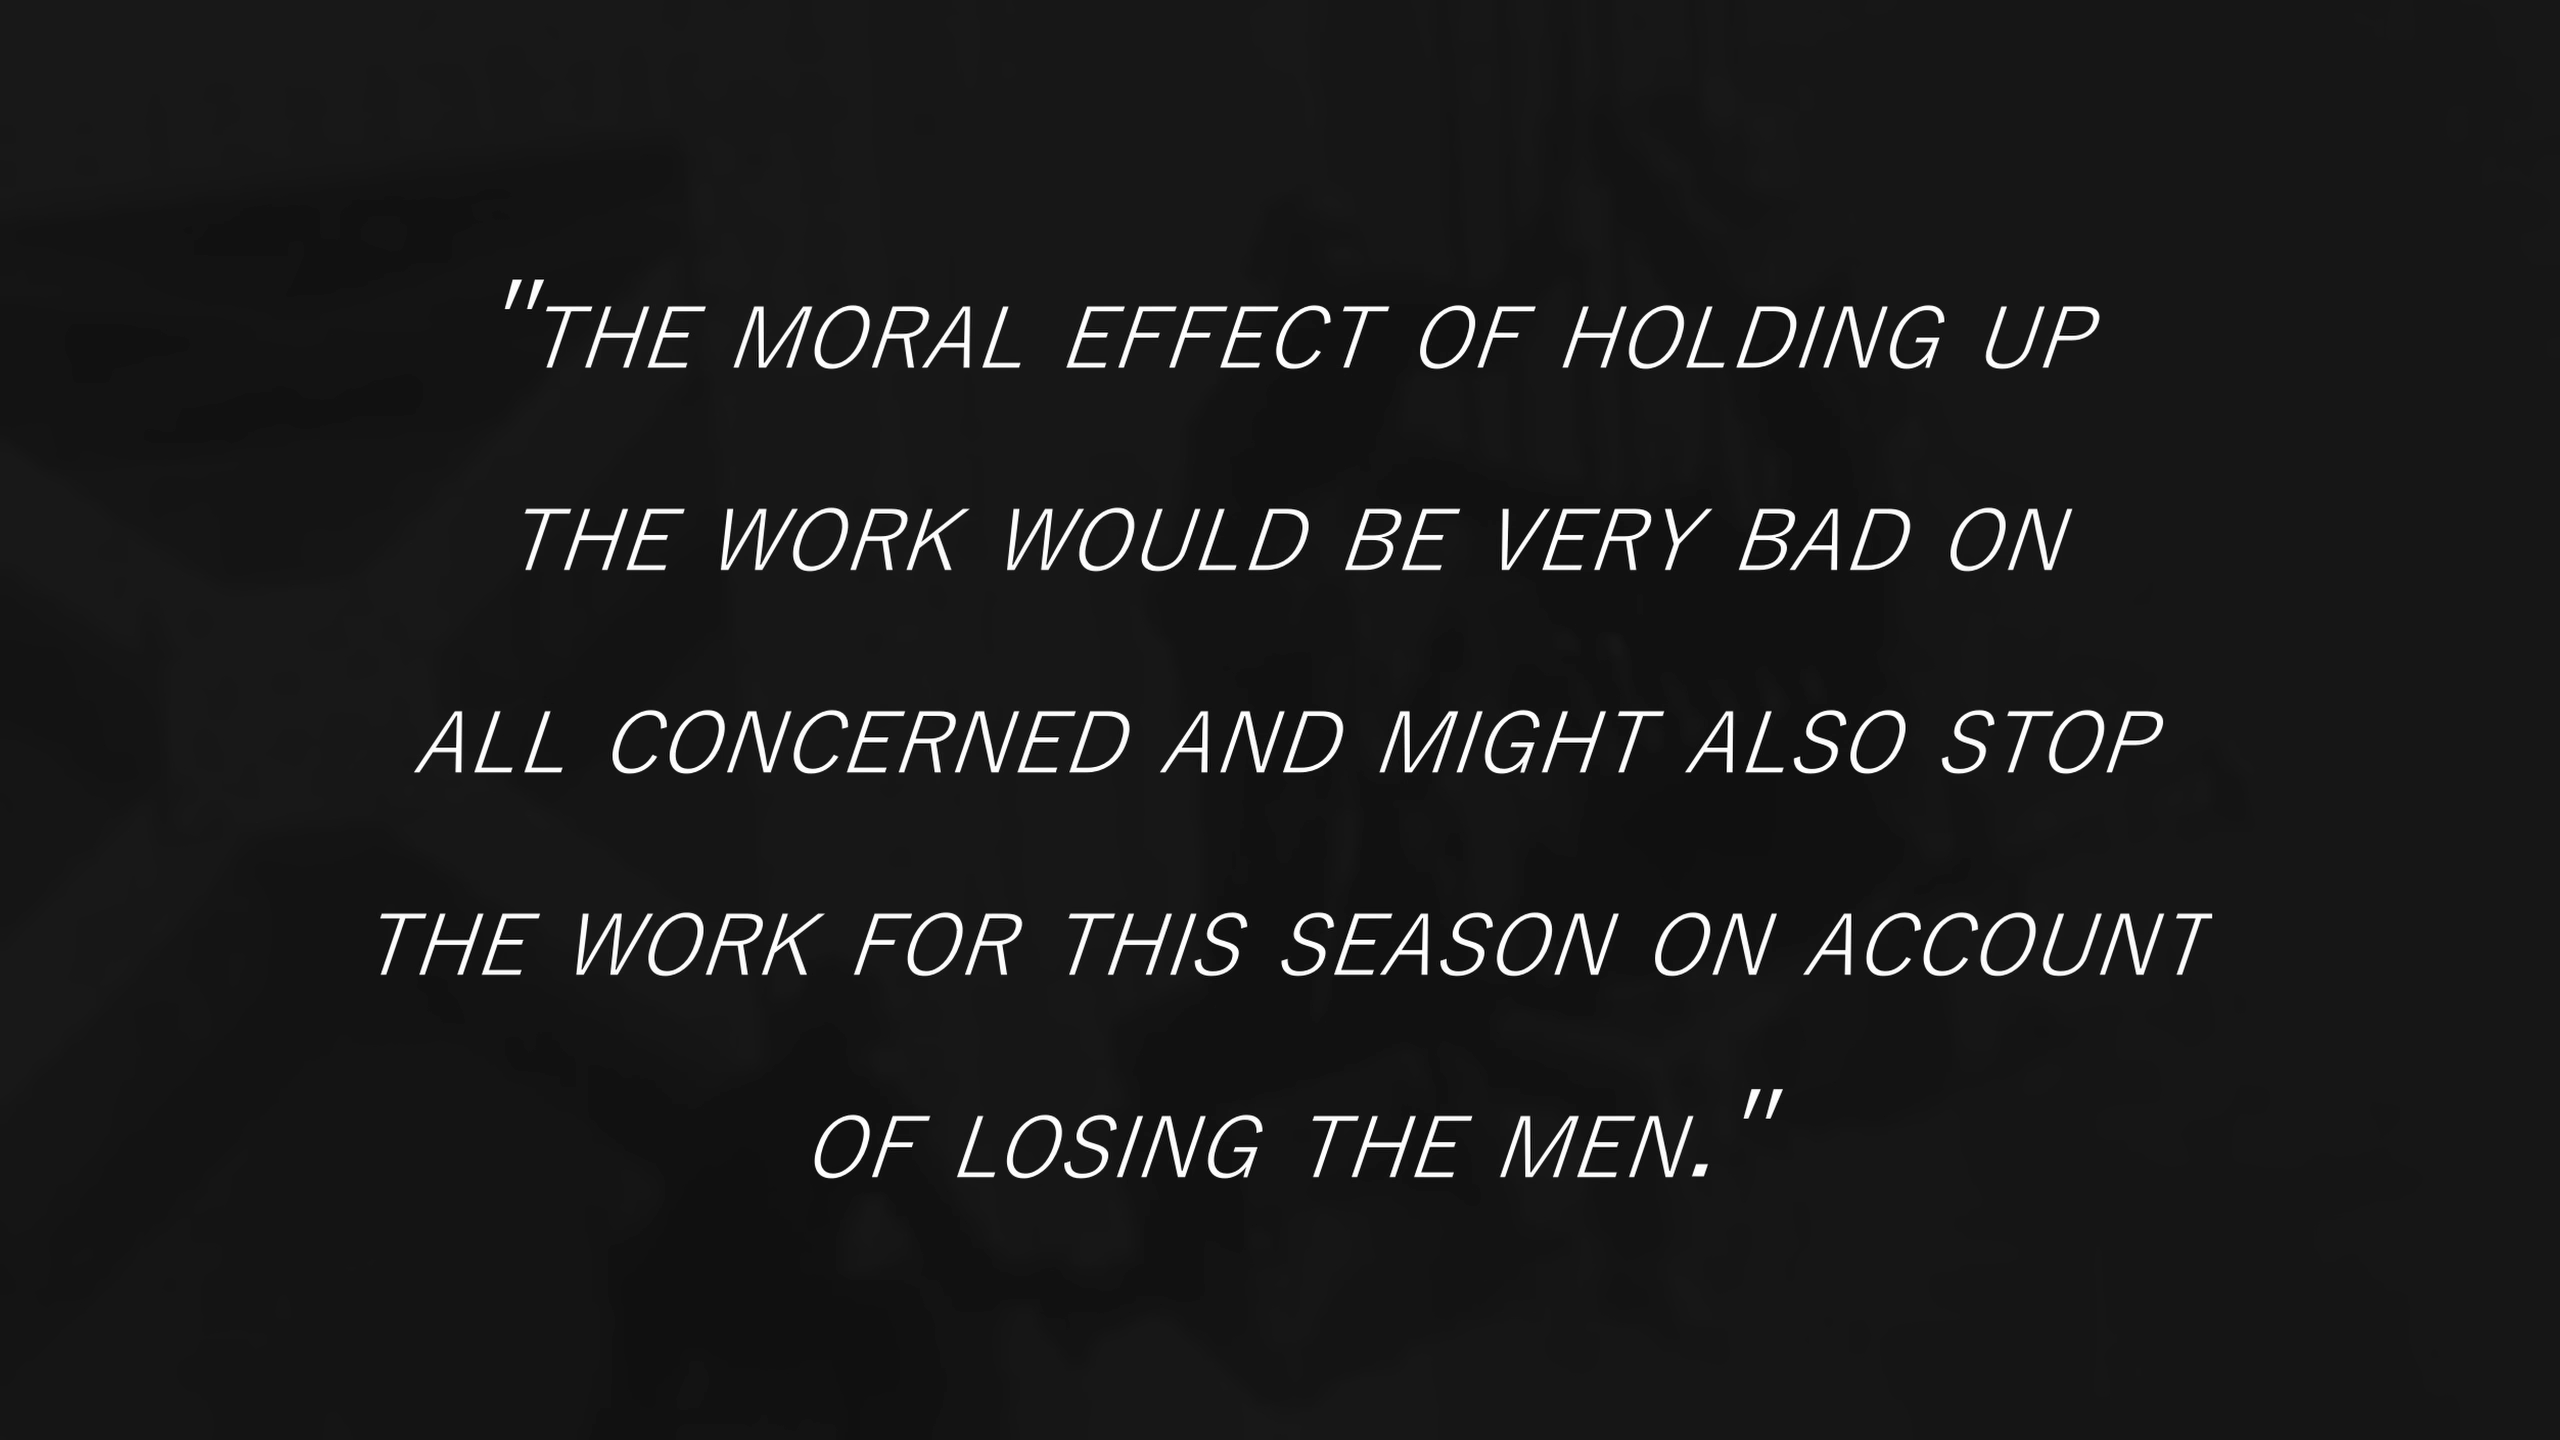 "THE MORAL EFFECT OF HOLDING UP
THE WORK WOULD BE VERY BAD ON
ALL CONCERNED AND MIGHT ALSO STOP
THE WORK FOR THIS SEASON ON ACCOUNT
OF LOSING THE MEN."